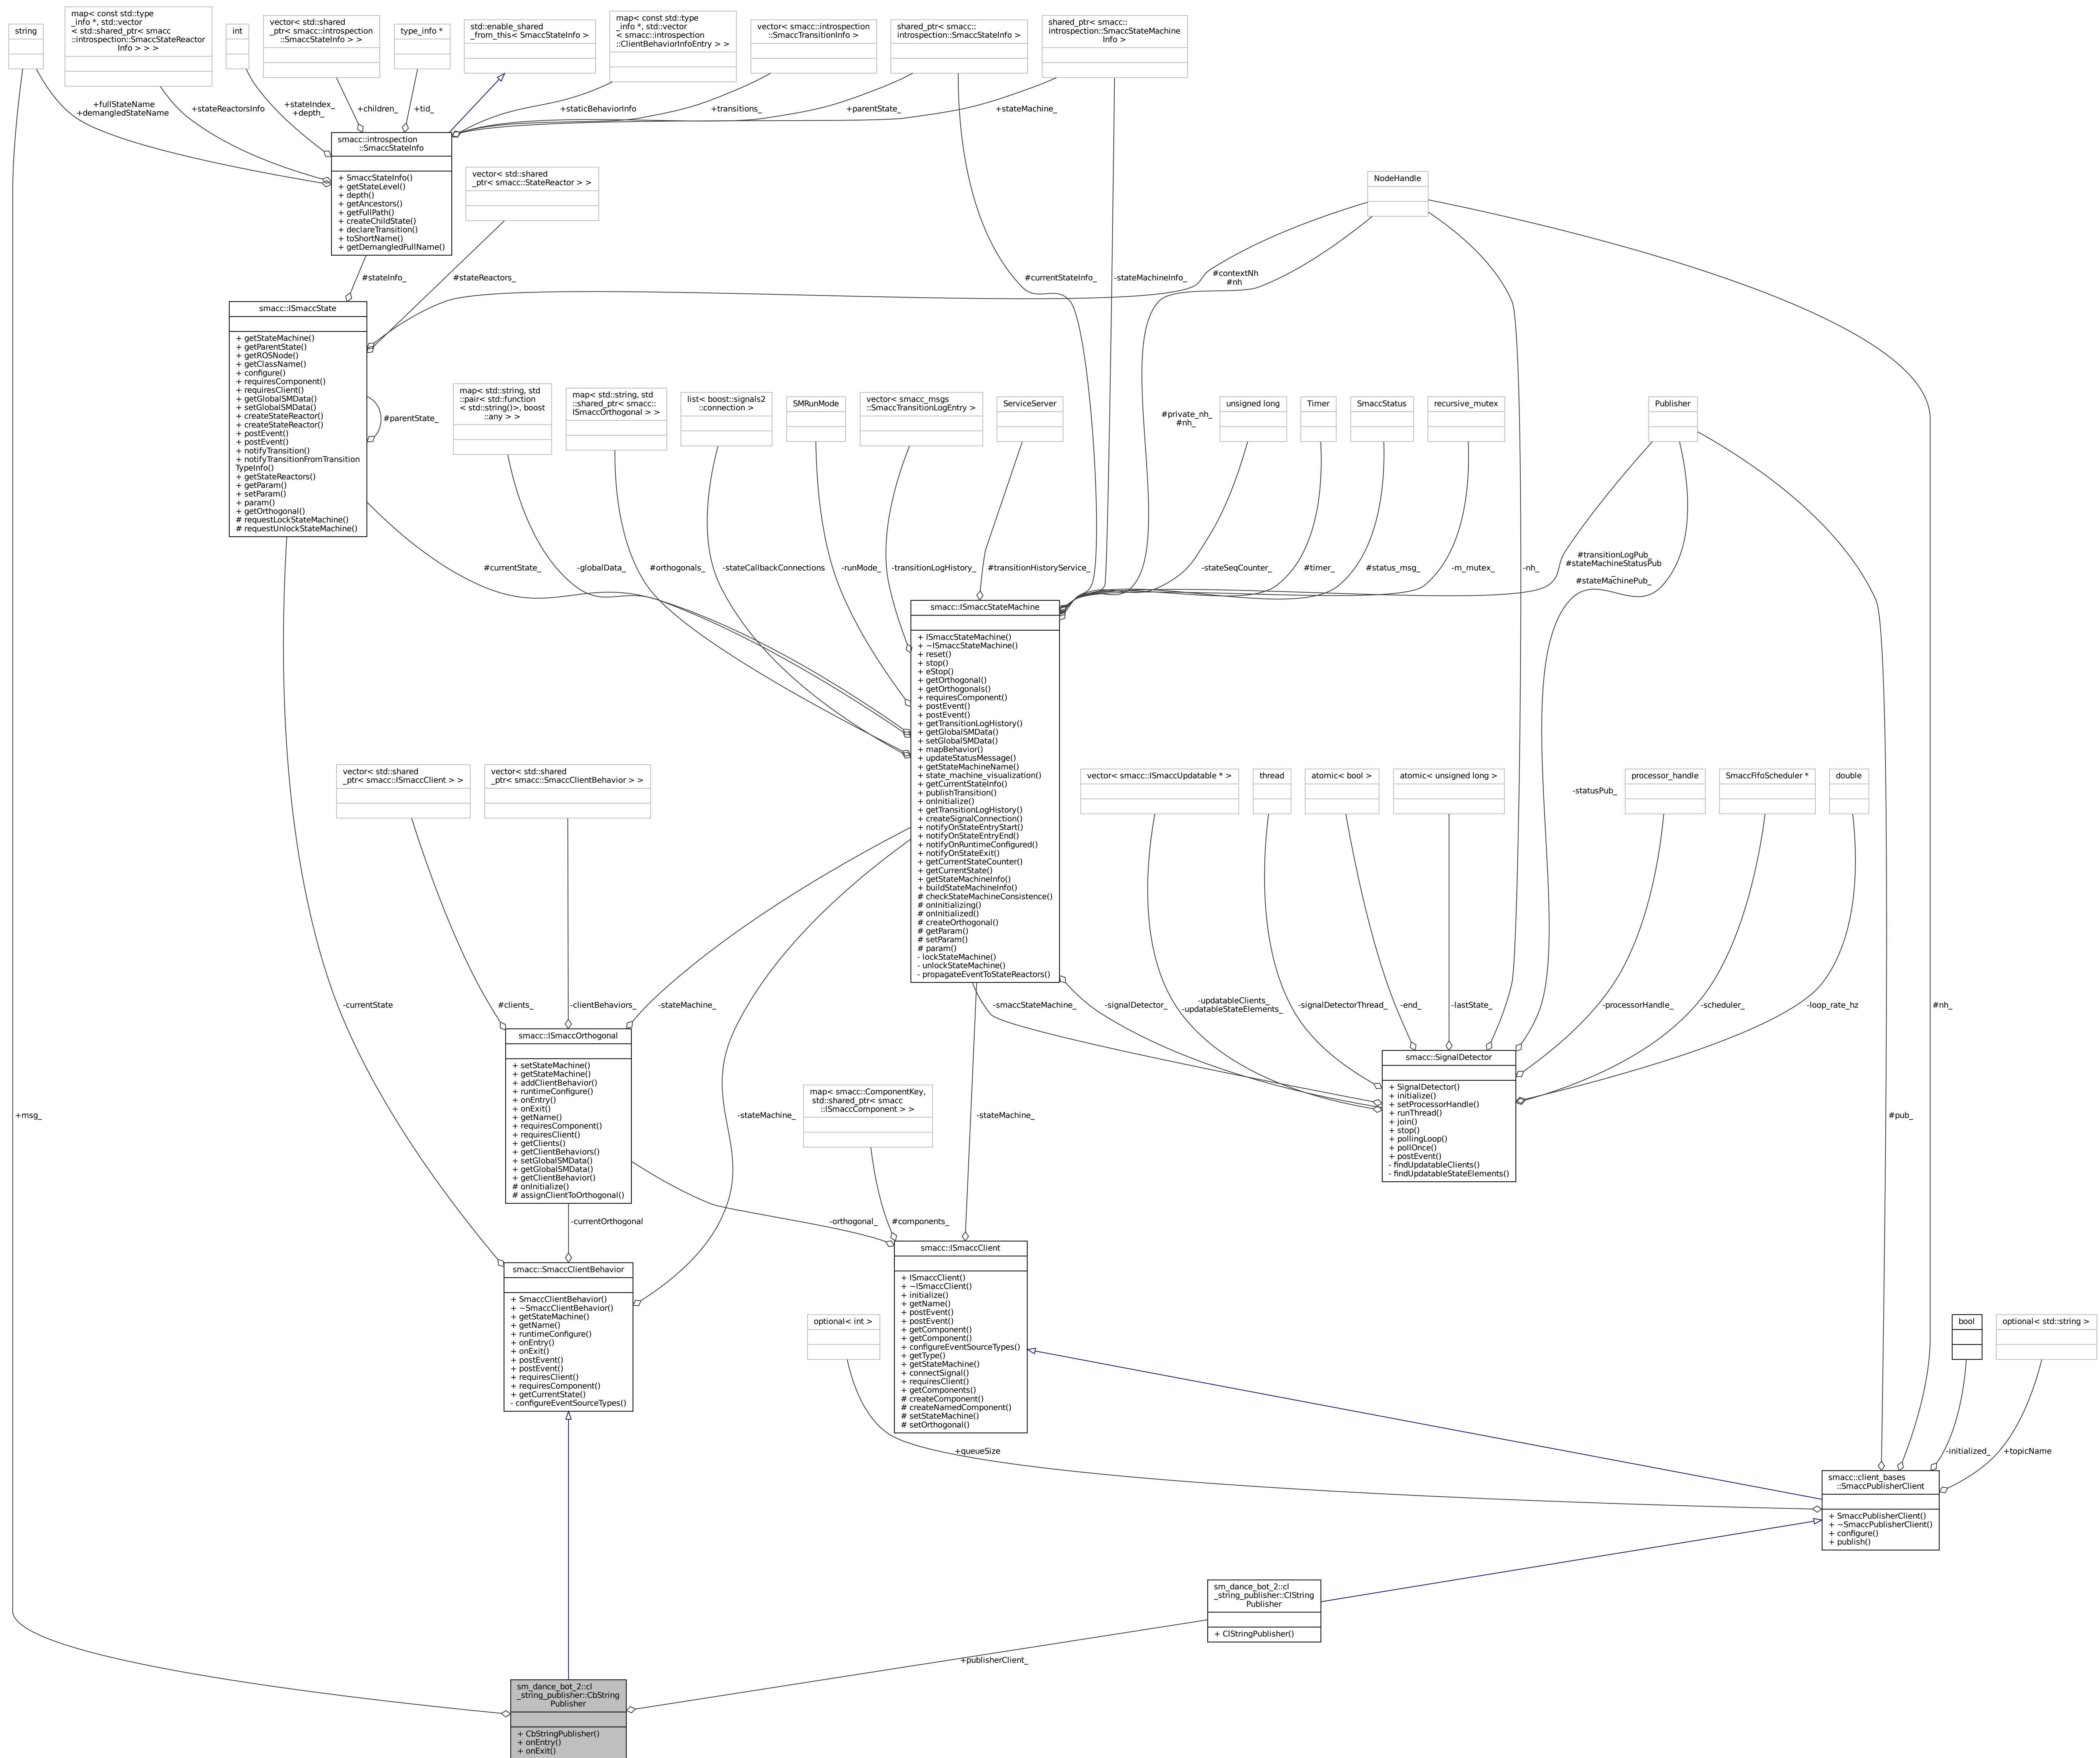 string
map< const std::type
_info *, std::vector
< std::shared_ptr< smacc
::introspection::SmaccStateReactor
Info > > >
int
vector< std::shared
_ptr< smacc::introspection
::SmaccStateInfo > >
type_info *
std::enable_shared
_from_this< SmaccStateInfo >
map< const std::type
_info *, std::vector
< smacc::introspection
::ClientBehaviorInfoEntry > >
vector< smacc::introspection
::SmaccTransitionInfo >
shared_ptr< smacc::
introspection::SmaccStateInfo >
shared_ptr< smacc::
introspection::SmaccStateMachine
Info >
+fullStateName
+demangledStateName
+stateReactorsInfo
+stateIndex_
+depth_
+children_
+tid_
+staticBehaviorInfo
+transitions_
+parentState_
+stateMachine_
smacc::introspection
::SmaccStateInfo
+ SmaccStateInfo()
+ getStateLevel()
+ depth()
+ getAncestors()
+ getFullPath()
+ createChildState()
+ declareTransition()
+ toShortName()
+ getDemangledFullName()
vector< std::shared
_ptr< smacc::StateReactor > >
NodeHandle
#stateInfo_
#stateReactors_
#currentStateInfo_
-stateMachineInfo_
#contextNh
#nh
smacc::ISmaccState
+ getStateMachine()
+ getParentState()
+ getROSNode()
+ getClassName()
+ configure()
+ requiresComponent()
+ requiresClient()
+ getGlobalSMData()
+ setGlobalSMData()
+ createStateReactor()
+ createStateReactor()
+ postEvent()
+ postEvent()
+ notifyTransition()
+ notifyTransitionFromTransition
TypeInfo()
+ getStateReactors()
+ getParam()
+ setParam()
+ param()
+ getOrthogonal()
# requestLockStateMachine()
# requestUnlockStateMachine()
#parentState_
map< std::string, std
::pair< std::function
< std::string()>, boost
::any > >
map< std::string, std
::shared_ptr< smacc::
ISmaccOrthogonal > >
list< boost::signals2
::connection >
SMRunMode
vector< smacc_msgs
::SmaccTransitionLogEntry >
ServiceServer
#private_nh_
#nh_
unsigned long
Timer
SmaccStatus
recursive_mutex
Publisher
#currentState_
-globalData_
#orthogonals_
-stateCallbackConnections
-runMode_
-transitionLogHistory_
#transitionHistoryService_
-stateSeqCounter_
#timer_
#status_msg_
-m_mutex_
-nh_
#transitionLogPub_
#stateMachineStatusPub
_
#stateMachinePub_
smacc::ISmaccStateMachine
+ ISmaccStateMachine()
+ ~ISmaccStateMachine()
+ reset()
+ stop()
+ eStop()
+ getOrthogonal()
+ getOrthogonals()
+ requiresComponent()
+ postEvent()
+ postEvent()
+ getTransitionLogHistory()
+ getGlobalSMData()
+ setGlobalSMData()
+ mapBehavior()
+ updateStatusMessage()
+ getStateMachineName()
+ state_machine_visualization()
+ getCurrentStateInfo()
+ publishTransition()
+ onInitialize()
+ getTransitionLogHistory()
+ createSignalConnection()
+ notifyOnStateEntryStart()
+ notifyOnStateEntryEnd()
+ notifyOnRuntimeConfigured()
+ notifyOnStateExit()
+ getCurrentStateCounter()
+ getCurrentState()
+ getStateMachineInfo()
+ buildStateMachineInfo()
# checkStateMachineConsistence()
# onInitializing()
# onInitialized()
# createOrthogonal()
# getParam()
# setParam()
# param()
- lockStateMachine()
- unlockStateMachine()
- propagateEventToStateReactors()
vector< std::shared
_ptr< smacc::ISmaccClient > >
vector< std::shared
_ptr< smacc::SmaccClientBehavior > >
vector< smacc::ISmaccUpdatable * >
thread
atomic< bool >
atomic< unsigned long >
-statusPub_
processor_handle
SmaccFifoScheduler *
double
-currentState
#clients_
-clientBehaviors_
-stateMachine_
-smaccStateMachine_
-signalDetector_
-updatableClients_
-updatableStateElements_
-signalDetectorThread_
-end_
-lastState_
-processorHandle_
-scheduler_
-loop_rate_hz
#nh_
smacc::ISmaccOrthogonal
+ setStateMachine()
+ getStateMachine()
+ addClientBehavior()
+ runtimeConfigure()
+ onEntry()
+ onExit()
+ getName()
+ requiresComponent()
+ requiresClient()
+ getClients()
+ getClientBehaviors()
+ setGlobalSMData()
+ getGlobalSMData()
+ getClientBehavior()
# onInitialize()
# assignClientToOrthogonal()
smacc::SignalDetector
+ SignalDetector()
+ initialize()
+ setProcessorHandle()
+ runThread()
+ join()
+ stop()
+ pollingLoop()
+ pollOnce()
+ postEvent()
- findUpdatableClients()
- findUpdatableStateElements()
+msg_
-stateMachine_
map< smacc::ComponentKey,
std::shared_ptr< smacc
::ISmaccComponent > >
-stateMachine_
#pub_
-currentOrthogonal
-orthogonal_
#components_
smacc::SmaccClientBehavior
+ SmaccClientBehavior()
+ ~SmaccClientBehavior()
+ getStateMachine()
+ getName()
+ runtimeConfigure()
+ onEntry()
+ onExit()
+ postEvent()
+ postEvent()
+ requiresClient()
+ requiresComponent()
+ getCurrentState()
- configureEventSourceTypes()
optional< int >
smacc::ISmaccClient
+ ISmaccClient()
+ ~ISmaccClient()
+ initialize()
+ getName()
+ postEvent()
+ postEvent()
+ getComponent()
+ getComponent()
+ configureEventSourceTypes()
+ getType()
+ getStateMachine()
+ connectSignal()
+ requiresClient()
+ getComponents()
# createComponent()
# createNamedComponent()
# setStateMachine()
# setOrthogonal()
bool
optional< std::string >
+queueSize
-initialized_
+topicName
smacc::client_bases
::SmaccPublisherClient
+ SmaccPublisherClient()
+ ~SmaccPublisherClient()
+ configure()
+ publish()
sm_dance_bot_2::cl
_string_publisher::ClString
Publisher
+ ClStringPublisher()
+publisherClient_
sm_dance_bot_2::cl
_string_publisher::CbString
Publisher
+ CbStringPublisher()
+ onEntry()
+ onExit()